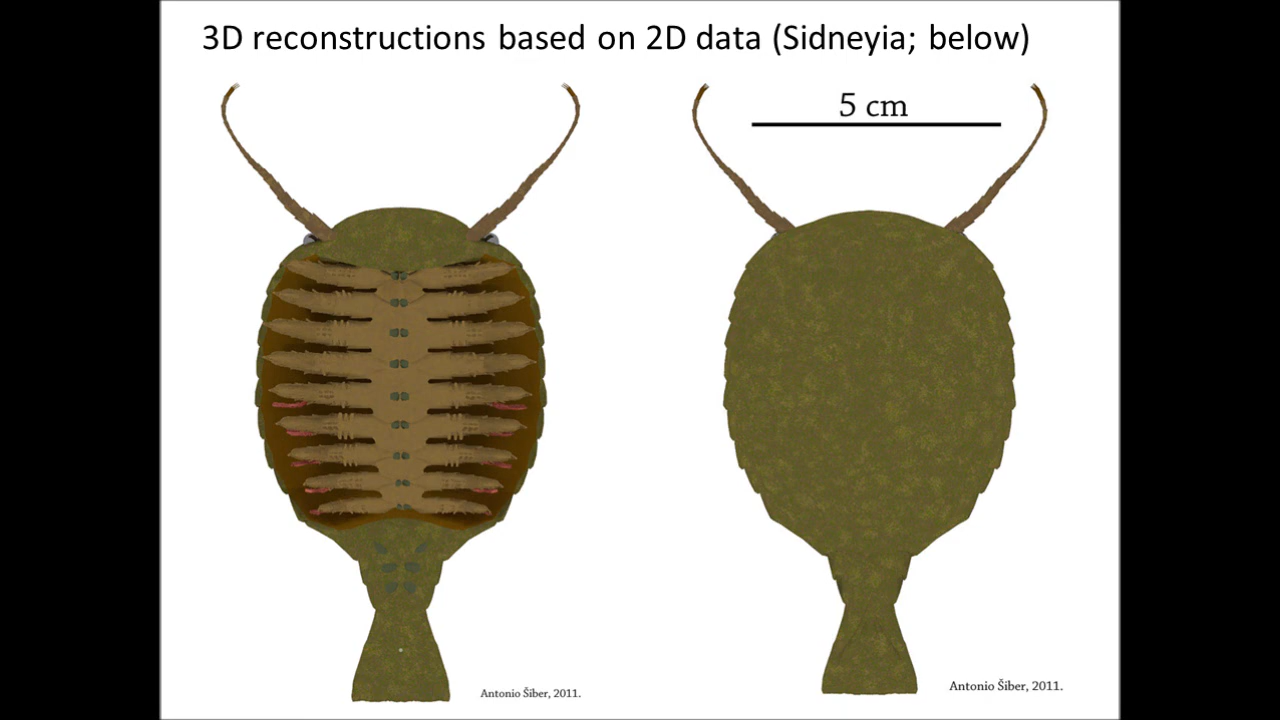 3D reconstructions based on 2D data (Sidneyia; below)
5 cm
Antonio Šiber, 2011.
Antonio Šiber, 2011.